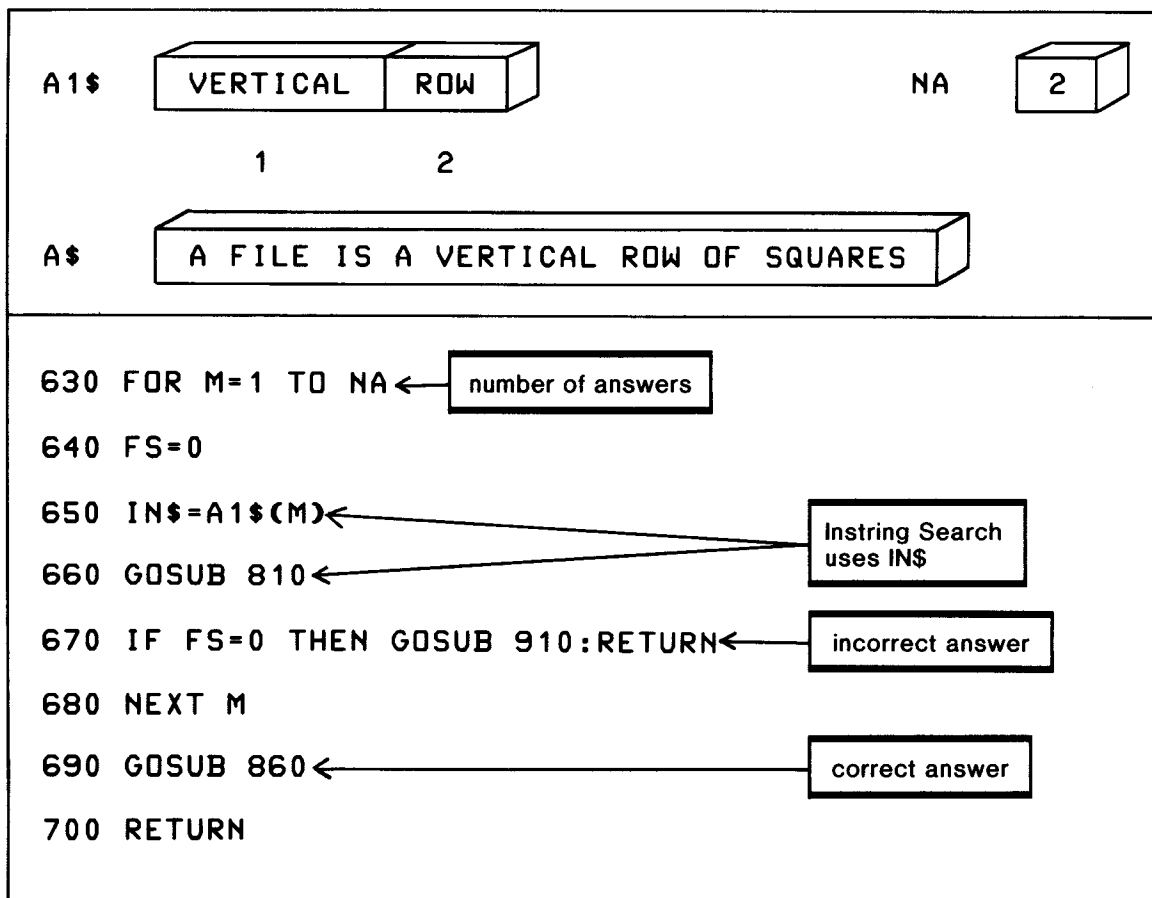 A1$ VERTICAL ROW NA 2
1 2
A$ A FILE IS A VERTICAL ROW OF SQUARES
630 FOR M=1 TO NA number of answers
640 FS=0
650 IN$=A1$(M)
Instring Search
uses IN$
660 GOSUB 810
670 IF FS=0 THEN GOSUB 910:RETURN incorrect answer
680 NEXT M
690 GOSUB 860 correct answer
700 RETURN